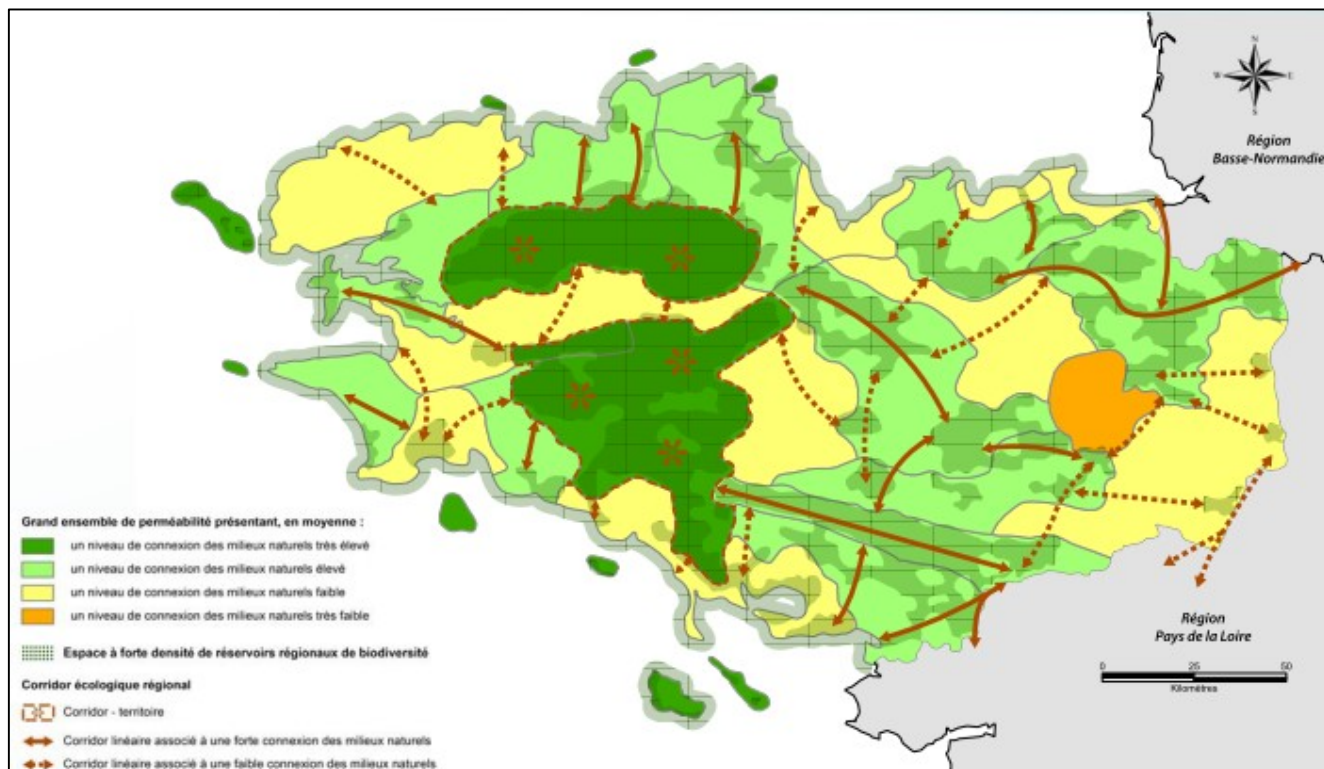 N
W
E
S
Région
Basse-Normandie
Grand ensemble de perméabilité présentant, en moyenne :
un niveau de connexion des milieux naturels très élevé
un niveau de connexion des milieux naturels élevé
un niveau de connexion des milieux naturels faible
un niveau de connexion des milieux naturels très faible
Espace à forte densité de réservoirs régionaux de biodiversité
Corridor écologique régional
Corridor - territoire
Corridor linéaire associé à une forte connexion des milieux naturels
Corridor linéaire associé à une faible connexion des milieux naturels
Région
Pays de la Loire
0 25 50
Kilomètres